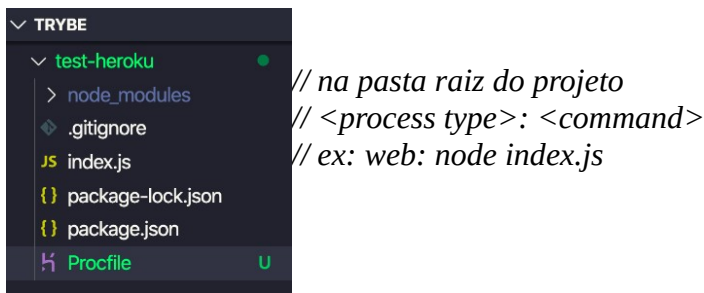 TRYBE
test-heroku
node_modules
.gitignore
JS index.js
{} package-lock.json
{} package.json
Procfile U
// na pasta raiz do projeto
// <process type>: <command>
// ex: web: node index.js